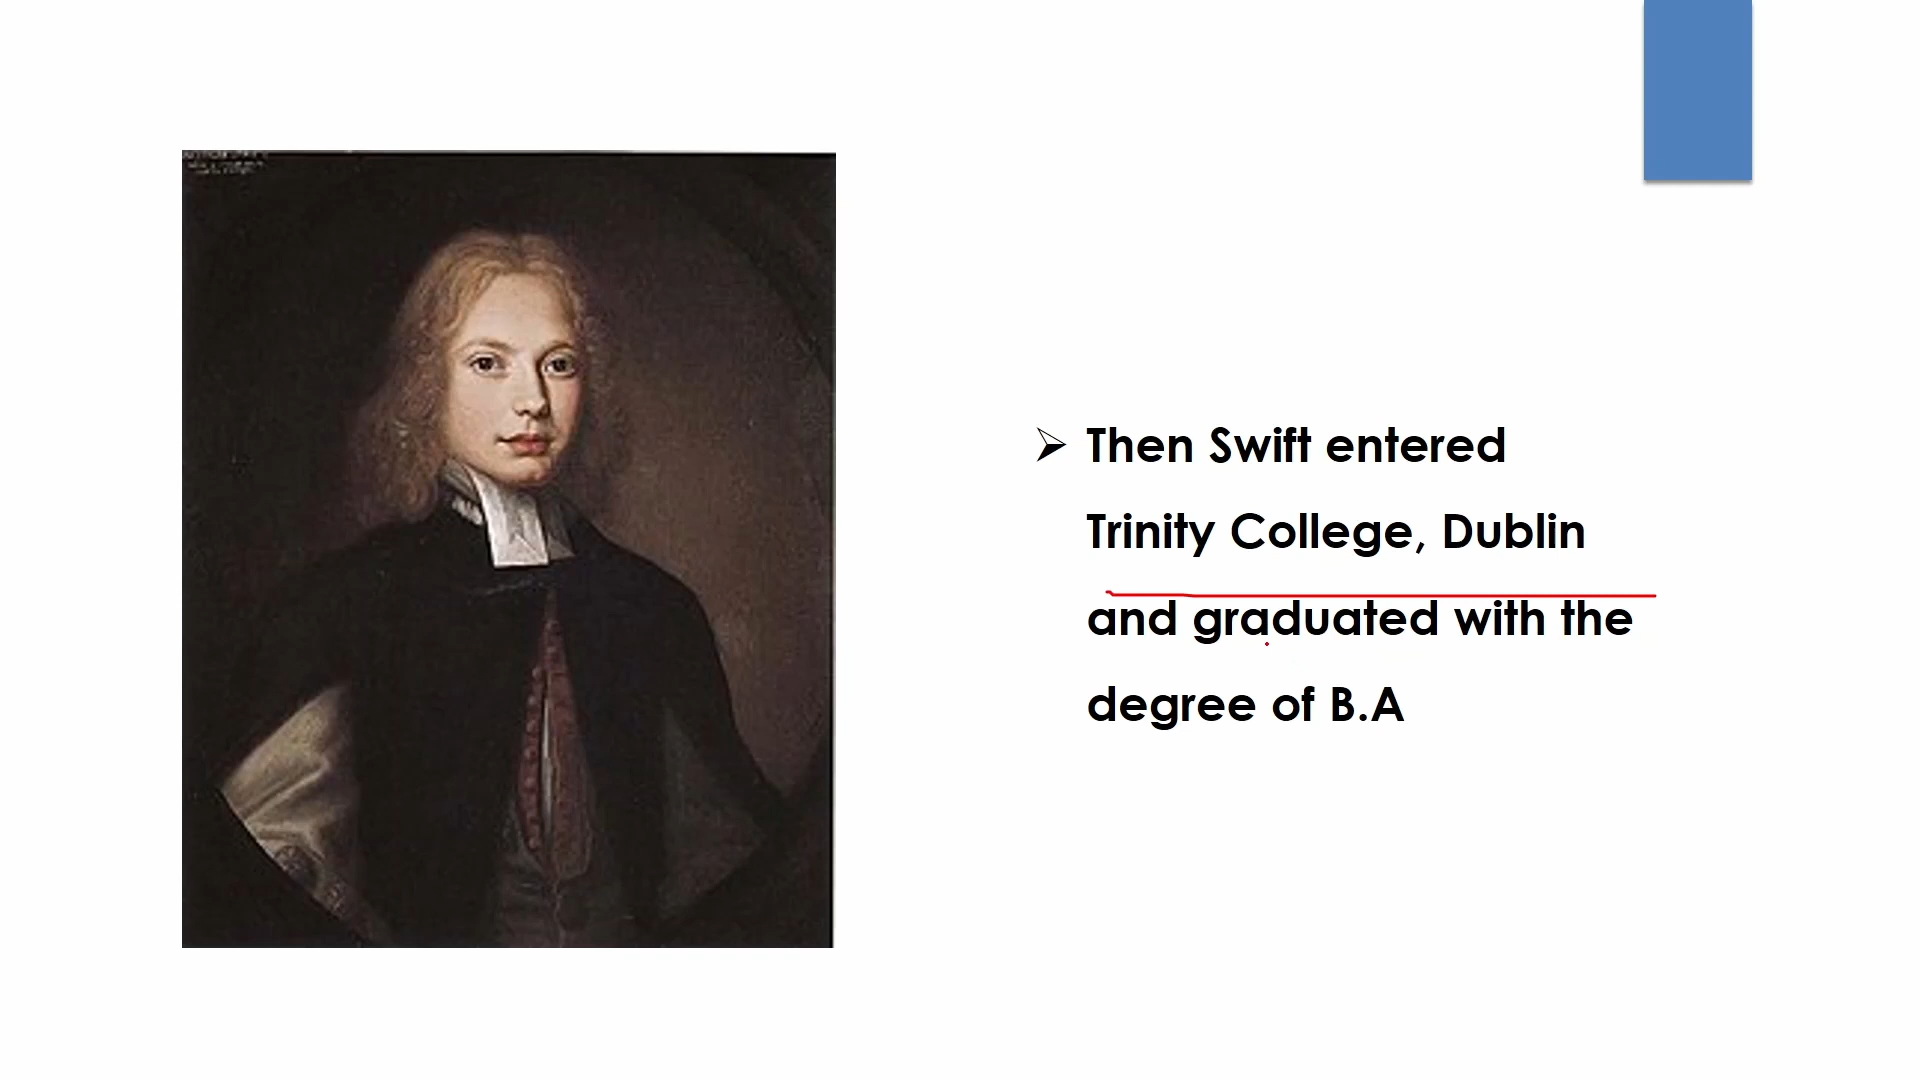 Then Swift entered
Trinity College, Dublin
and graduated with the
degree of B.A